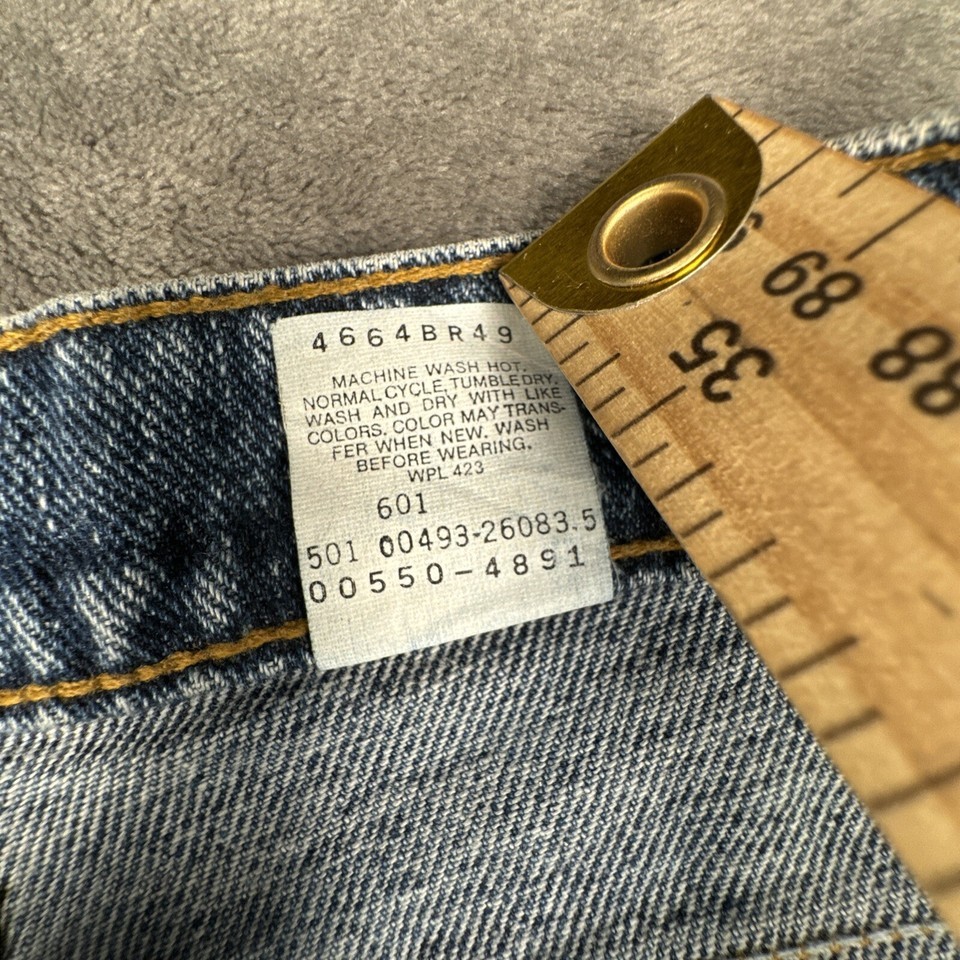 4664BR49
MACHINE WASH HOT.
NORMAL CYCLE, TUMBLE DRY.
WASH AND DRY WITH LIKE
COLORS. COLOR MAY TRANS-
FER WHEN NEW. WASH
BEFORE WEARING.
WPL 423
601
501 00493-26083.5
00550-4891
35
89
88